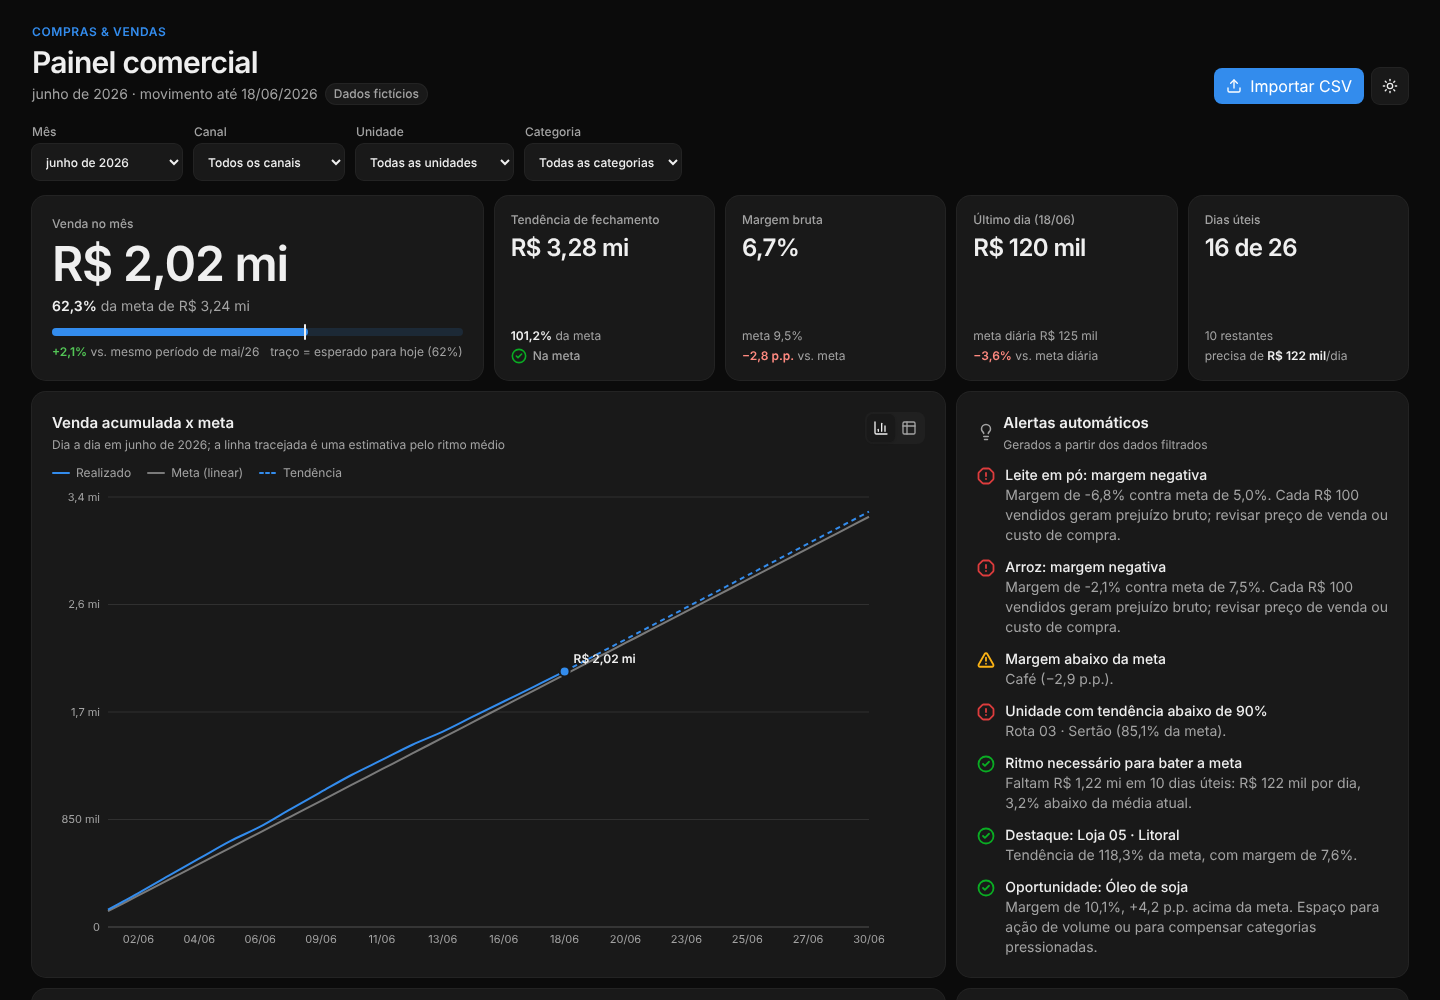 COMPRAS & VENDAS
Painel comercial
junho de 2026 · movimento até 18/06/2026 Dados fictícios
Importar CSV
Mês
Canal
Unidade
Categoria
junho de 2026
Todos os canais
Todas as unidades
Todas as categorias
Venda no mês
R$ 2,02 mi
62,3% da meta de R$ 3,24 mi
+2,1% vs. mesmo período de mai/26
traço = esperado para hoje (62%)
Tendência de fechamento
R$ 3,28 mi
101,2% da meta
Na meta
Margem bruta
6,7%
meta 9,5%
−2,8 p.p. vs. meta
Último dia (18/06)
R$ 120 mil
meta diária R$ 125 mil
−3,6% vs. meta diária
Dias úteis
16 de 26
10 restantes
precisa de R$ 122 mil/dia
Venda acumulada x meta
Dia a dia em junho de 2026; a linha tracejada é uma estimativa pelo ritmo médio
Realizado
Meta (linear)
Tendência
3,4 mi
2,6 mi
1,7 mi
850 mil
0
R$ 2,02 mi
02/06
04/06
06/06
09/06
11/06
13/06
16/06
18/06
20/06
23/06
25/06
27/06
30/06
Alertas automáticos
Gerados a partir dos dados filtrados
Leite em pó: margem negativa
Margem de -6,8% contra meta de 5,0%. Cada R$ 100
vendidos geram prejuízo bruto; revisar preço de venda ou
custo de compra.
Arroz: margem negativa
Margem de -2,1% contra meta de 7,5%. Cada R$ 100
vendidos geram prejuízo bruto; revisar preço de venda ou
custo de compra.
Margem abaixo da meta
Café (−2,9 p.p.).
Unidade com tendência abaixo de 90%
Rota 03 · Sertão (85,1% da meta).
Ritmo necessário para bater a meta
Faltam R$ 1,22 mi em 10 dias úteis: R$ 122 mil por dia,
3,2% abaixo da média atual.
Destaque: Loja 05 · Litoral
Tendência de 118,3% da meta, com margem de 7,6%.
Oportunidade: Óleo de soja
Margem de 10,1%, +4,2 p.p. acima da meta. Espaço para
ação de volume ou para compensar categorias
pressionadas.